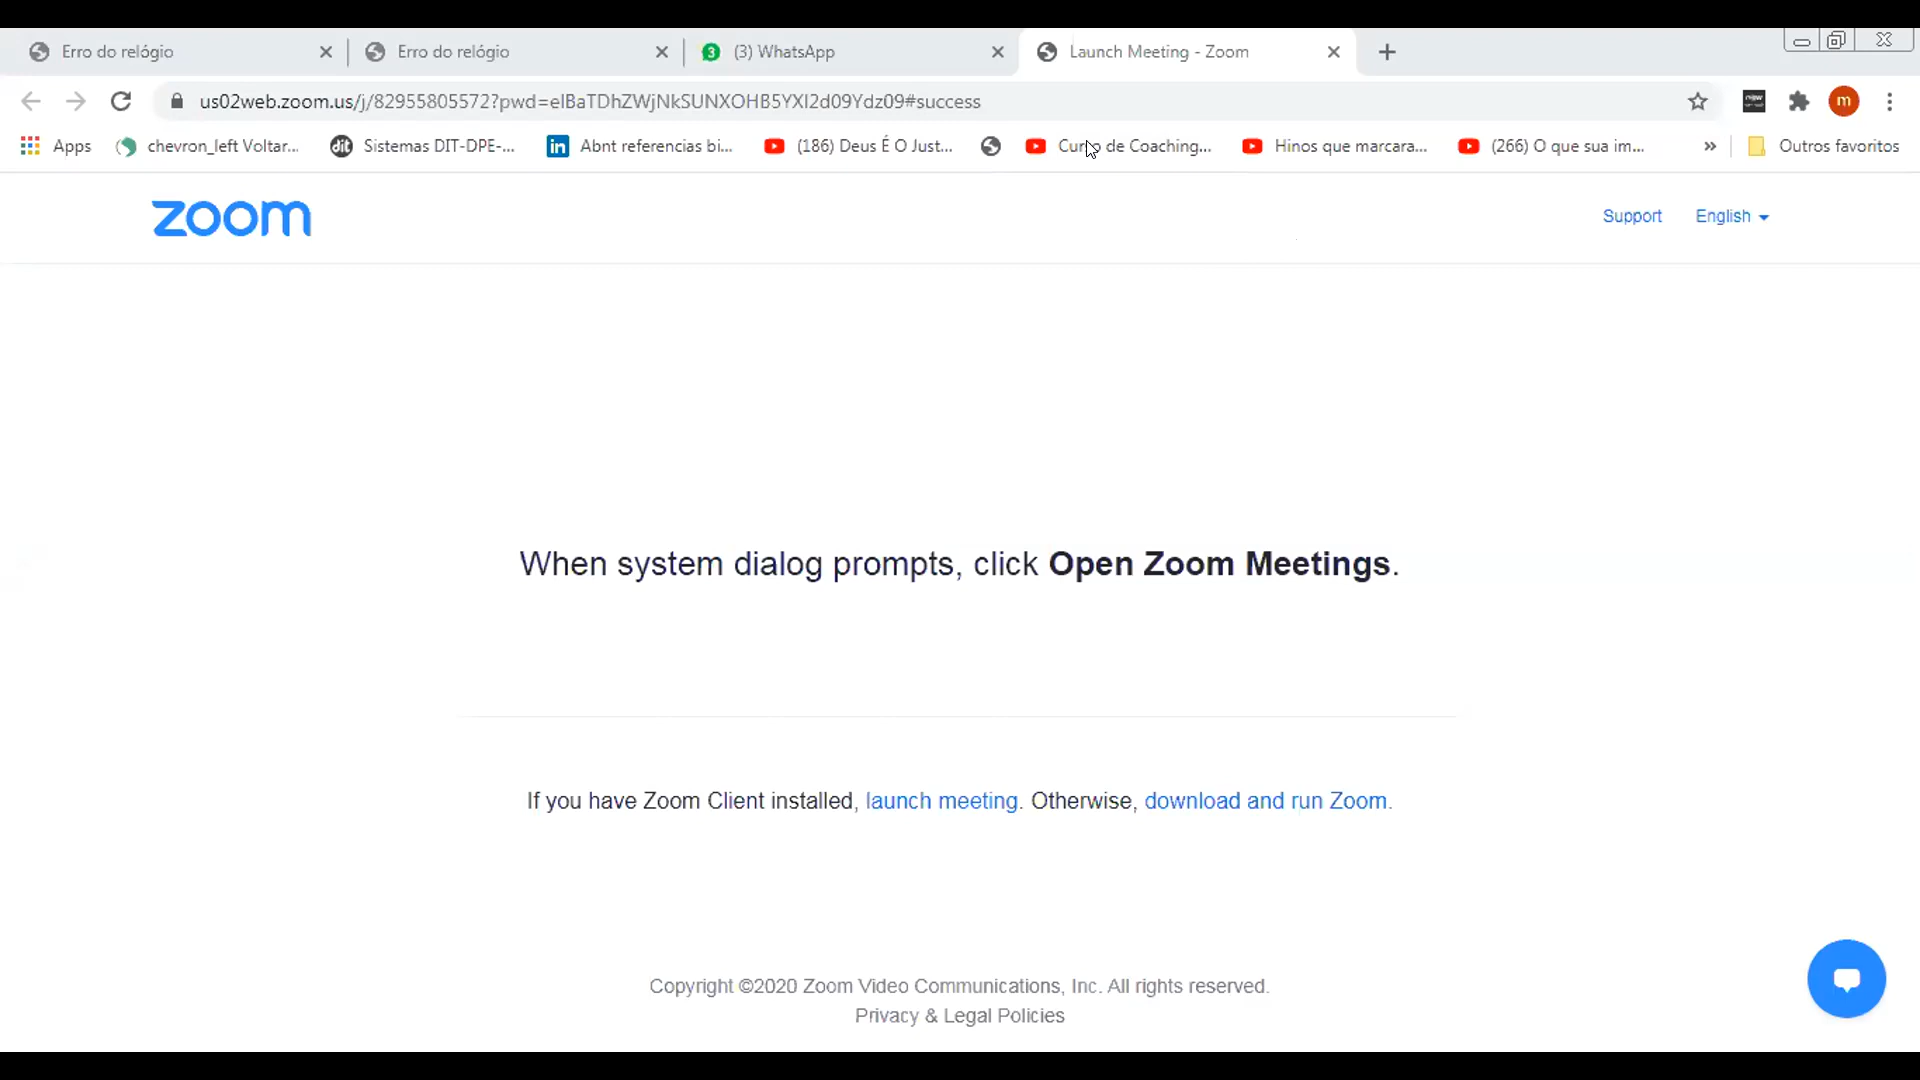 Erro do relógio
Erro do relógio
3 (3) WhatsApp
Launch Meeting - Zoom
us02web.zoom.us/j/82955805572?pwd=elBaTDhZWjNkSUNXOHB5YXI2d09Ydz09#success
m
Apps
chevron_left Voltar...
dit Sistemas DIT-DPE-...
in Abnt referencias bi...
(186) Deus É O Just...
de Coaching...
Hinos que marcara...
(266) O que sua im...
»
Outros favoritos
zoom
Support
English
When system dialog prompts, click Open Zoom Meetings.
If you have Zoom Client installed, launch meeting. Otherwise, download and run Zoom.
Copyright ©2020 Zoom Video Communications, Inc. All rights reserved.
Privacy & Legal Policies